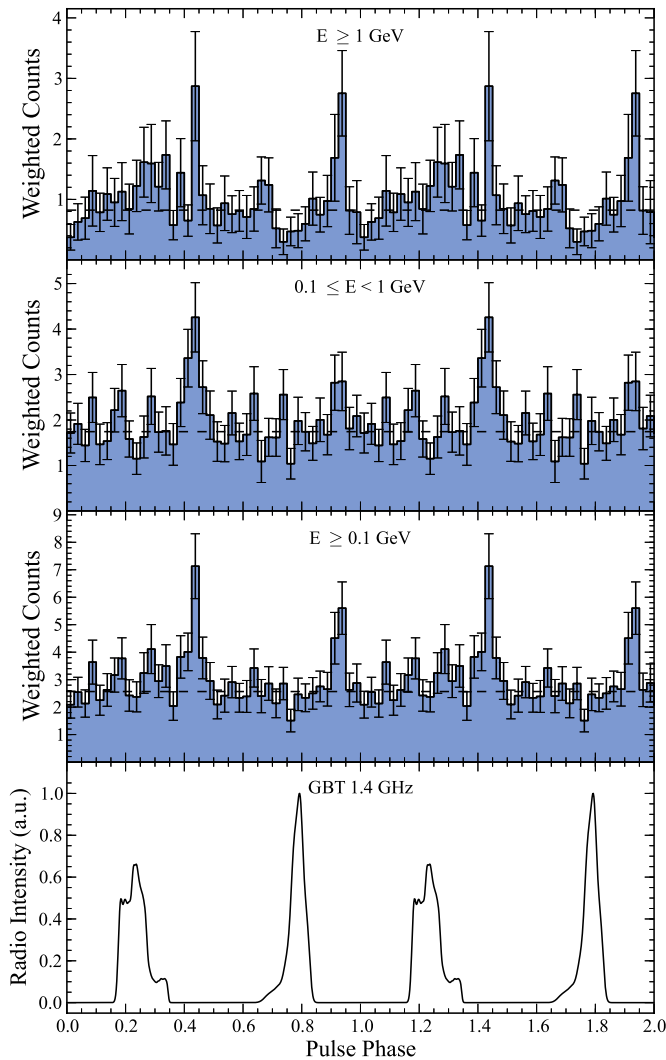 E ≥ 1 GeV
Weighted Counts
4
3
2
1
0.1 ≤ E < 1 GeV
Weighted Counts
5
4
3
2
1
E ≥ 0.1 GeV
Weighted Counts
9
8
7
6
5
4
3
2
1
GBT 1.4 GHz
Radio Intensity (a.u.)
1.0
0.8
0.6
0.4
0.2
0.0
0.0 0.2 0.4 0.6 0.8 1.0 1.2 1.4 1.6 1.8 2.0
Pulse Phase